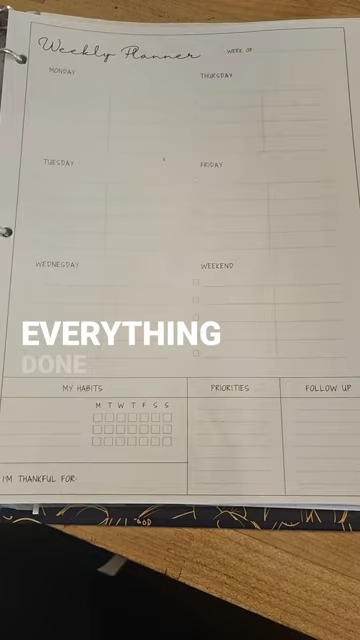 Weekly Planner
WEEK OF
MONDAY
THURSDAY
TUESDAY
FRIDAY
WEDNESDAY
WEEKEND
EVERYTHING
DONE
MY HABITS
PRIORITIES
FOLLOW UP
M T W T F S S
I'M THANKFUL FOR:
GOD